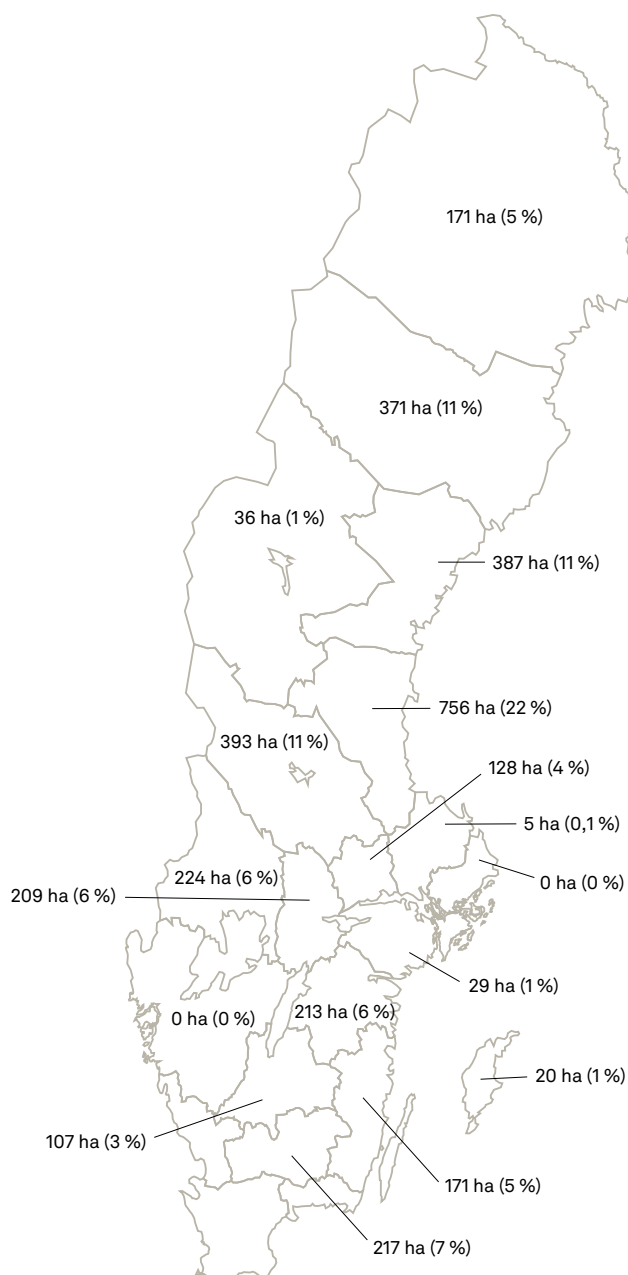 171 ha (5 %)
371 ha (11 %)
36 ha (1 %)
387 ha (11 %)
756 ha (22 %)
393 ha (11 %)
128 ha (4 %)
5 ha (0,1 %)
224 ha (6 %)
0 ha (0 %)
209 ha (6 %)
29 ha (1 %)
213 ha (6 %)
0 ha (0 %)
20 ha (1 %)
107 ha (3 %)
171 ha (5 %)
217 ha (7 %)